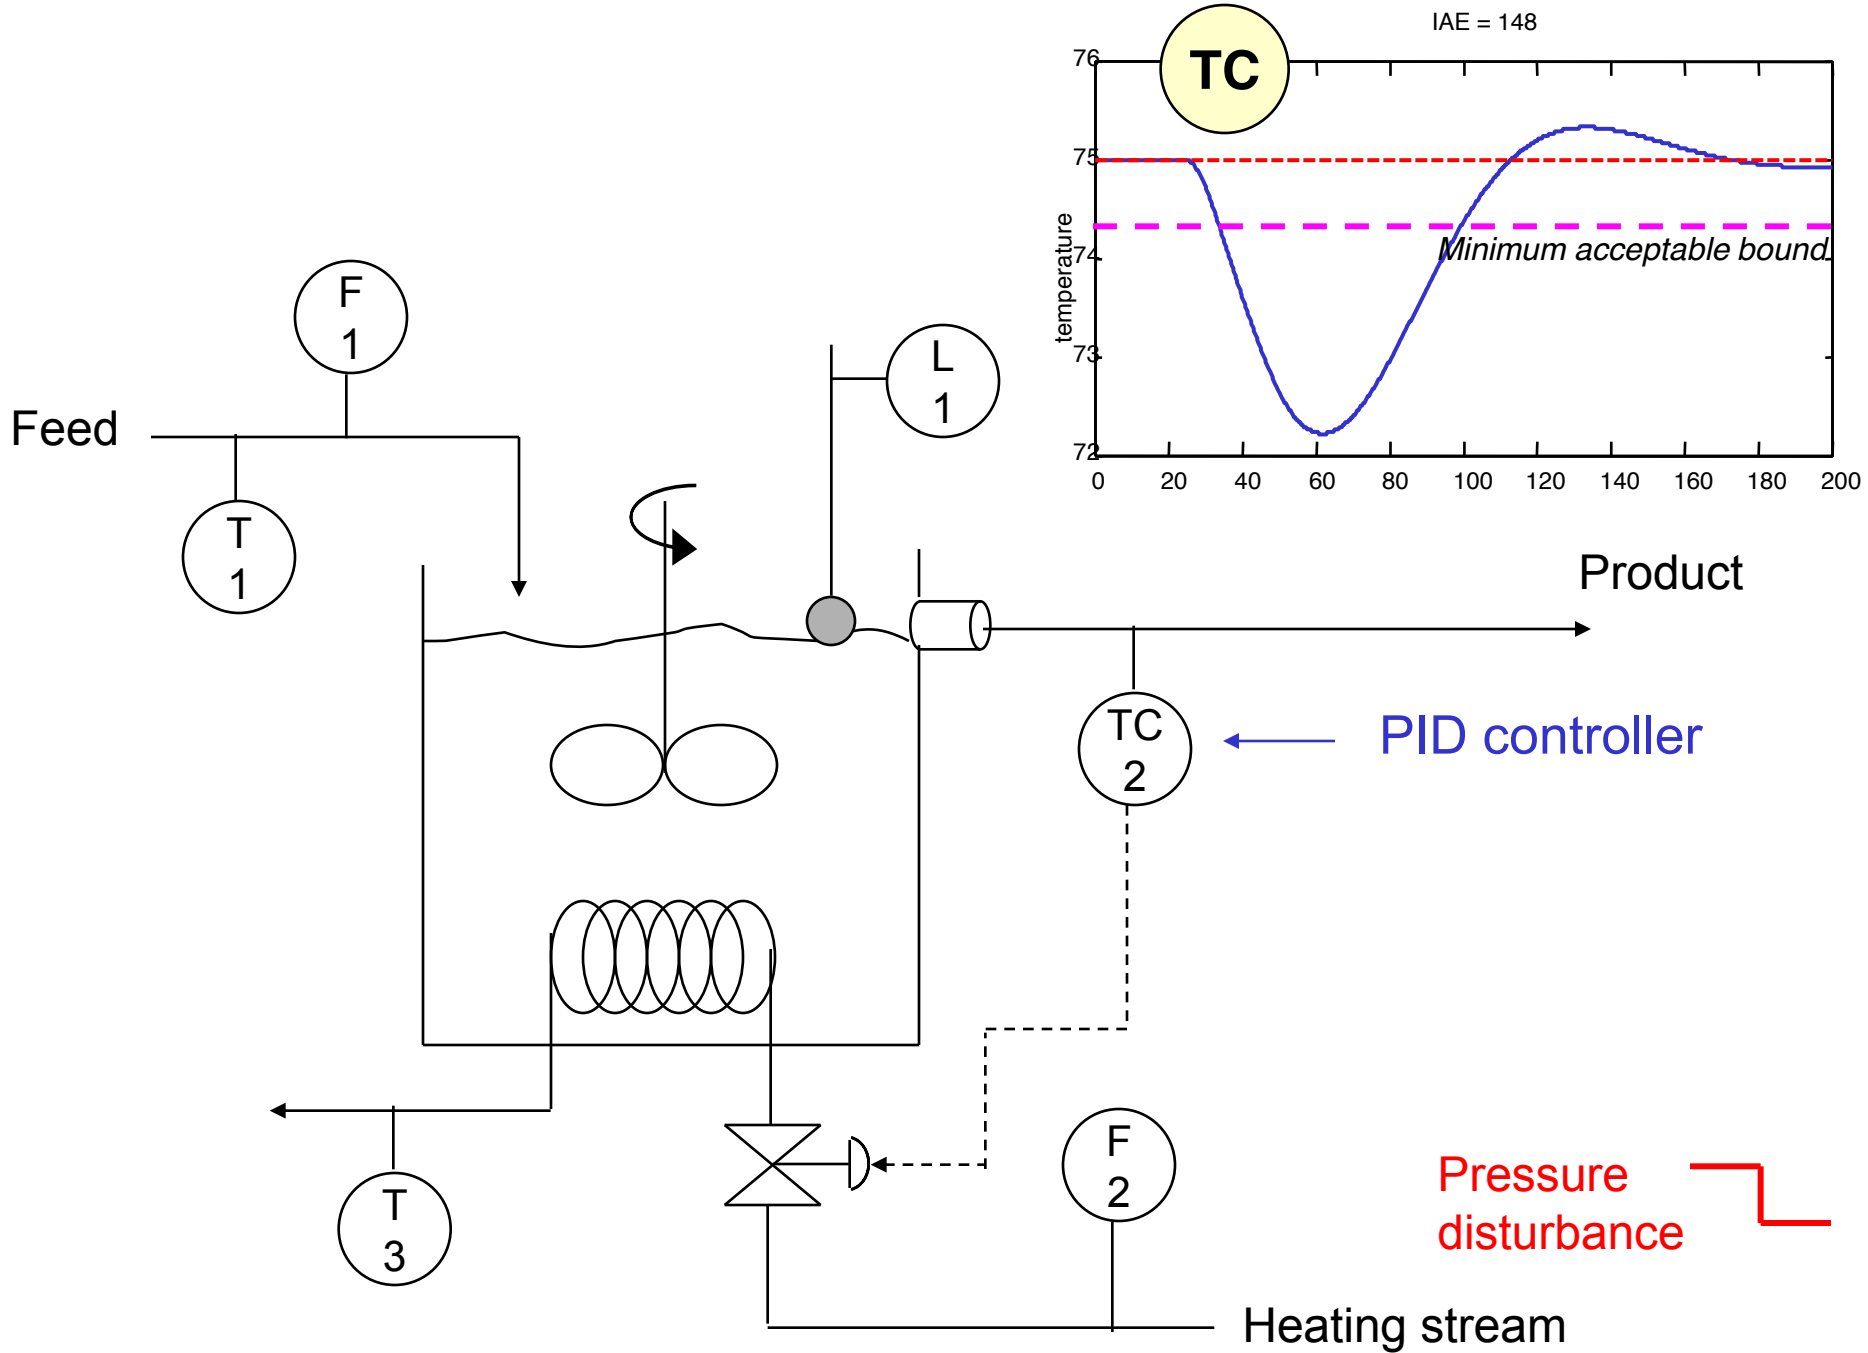 IAE = 148
TC
76
75
74
73
72
temperature
Minimum acceptable bound
0 20 40 60 80 100 120 140 160 180 200
F
1
L
1
Feed
T
1
Product
TC
2
PID controller
F
2
Pressure
disturbance
T
3
Heating stream